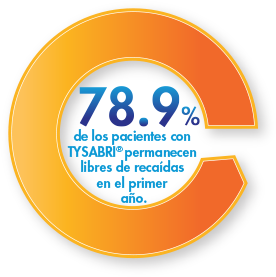 78.9%
de los pacientes con
TYSABRI® permanecen
libres de recaídas
en el primer
año.